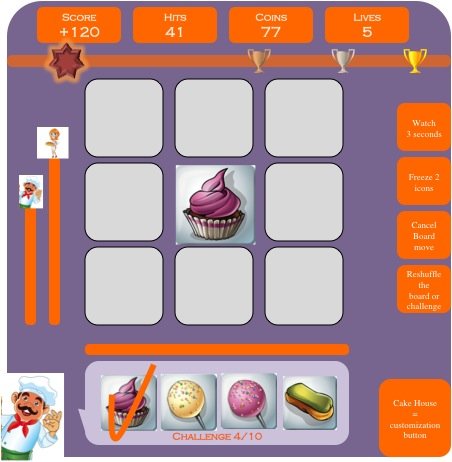 Score Hits Coins Lives
+120 41 77 5
Watch
3 seconds
Freeze 2
icons
Cancel
Board
move
Reshuffle
the
board or
challenge
Cake House
=
customization
button
Challenge 4/10